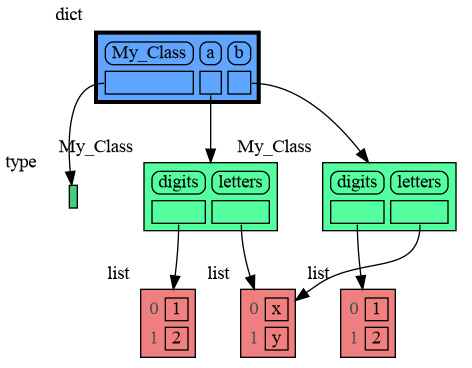 dict
My_Class a b
type
My_Class
My_Class
digits letters
digits letters
list
0 1
1 2
list
0 x
1 y
list
0 1
1 2